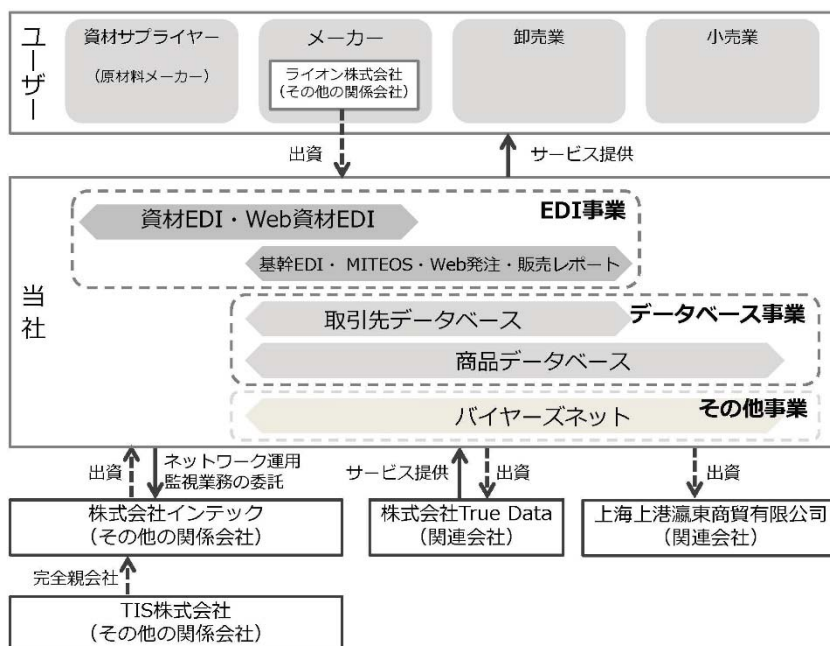 ユーザー
資材サプライヤー
（原材料メーカー）
メーカー
ライオン株式会社
（その他の関係会社）
卸売業
小売業
出資
サービス提供
当社
EDI事業
資材EDI・Web資材EDI
基幹EDI・ MITEOS・Web発注・販売レポート
データベース事業
取引先データベース
商品データベース
その他事業
バイヤーズネット
出資
ネットワーク運用
監視業務の委託
サービス提供
出資
出資
株式会社インテック
（その他の関係会社）
株式会社True Data
（関連会社）
上海上港瀛東商貿有限公司
（関連会社）
完全親会社
TIS株式会社
（その他の関係会社）